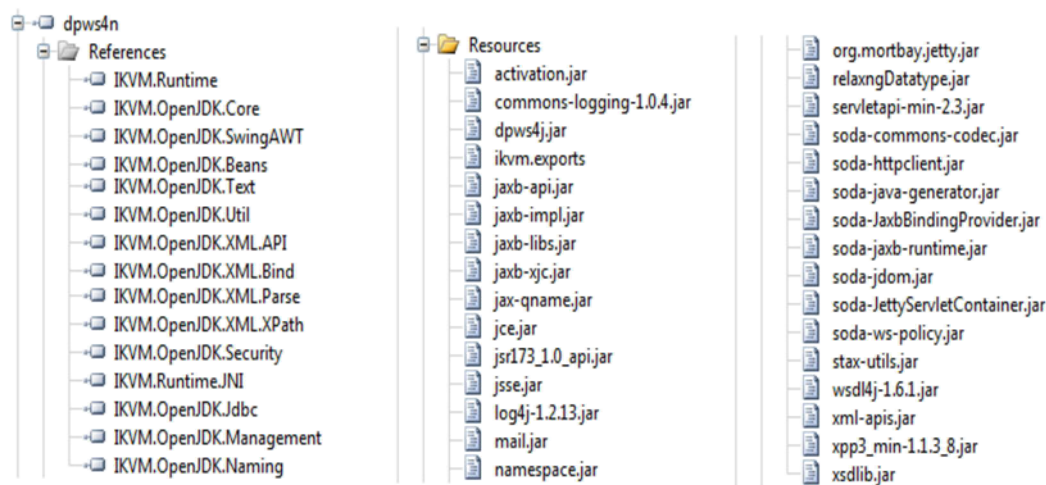 dpws4n
References
IKVM.Runtime
IKVM.OpenJDK.Core
IKVM.OpenJDK.SwingAWT
IKVM.OpenJDK.Beans
IKVM.OpenJDK.Text
IKVM.OpenJDK.Util
IKVM.OpenJDK.XML.API
IKVM.OpenJDK.XML.Bind
IKVM.OpenJDK.XML.Parse
IKVM.OpenJDK.XML.XPath
IKVM.OpenJDK.Security
IKVM.Runtime.JNI
IKVM.OpenJDK.Jdbc
IKVM.OpenJDK.Management
IKVM.OpenJDK.Naming
Resources
activation.jar
commons-logging-1.0.4.jar
dpws4j.jar
ikvm.exports
jaxb-api.jar
jaxb-impl.jar
jaxb-libs.jar
jaxb-xjc.jar
jax-qname.jar
jce.jar
jsr173_1.0_api.jar
jsse.jar
log4j-1.2.13.jar
mail.jar
namespace.jar
org.mortbay.jetty.jar
relaxngDatatype.jar
servletapi-min-2.3.jar
soda-commons-codec.jar
soda-httpclient.jar
soda-java-generator.jar
soda-JaxbBindingProvider.jar
soda-jaxb-runtime.jar
soda-jdom.jar
soda-JettyServletContainer.jar
soda-ws-policy.jar
stax-utils.jar
wsdl4j-1.6.1.jar
xml-apis.jar
xpp3_min-1.1.3_8.jar
xsdlib.jar